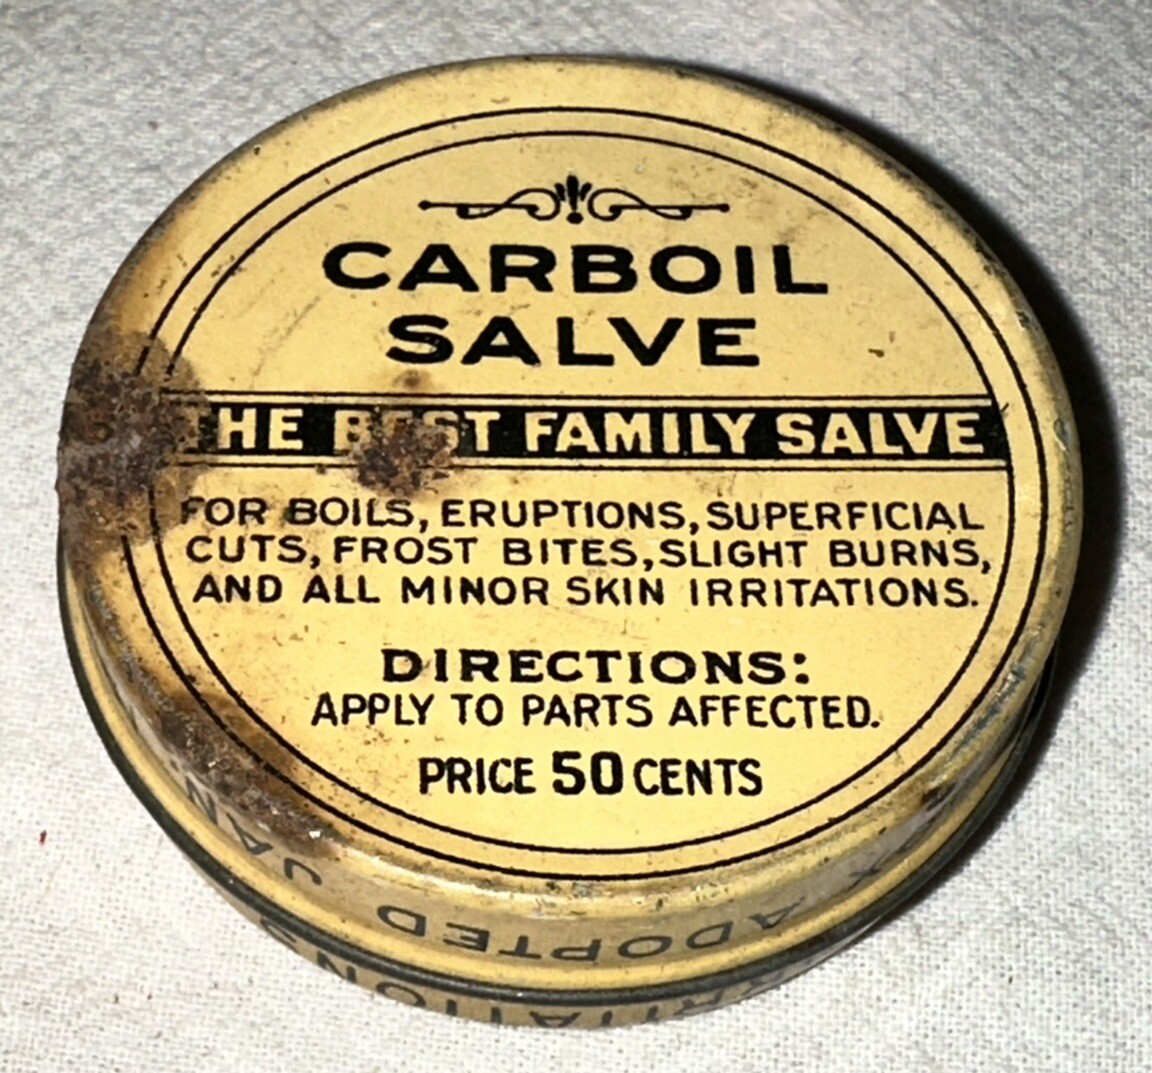 CARBOIL
SALVE
THE BEST FAMILY SALVE
FOR BOILS, ERUPTIONS, SUPERFICIAL
CUTS, FROST BITES, SLIGHT BURNS,
AND ALL MINOR SKIN IRRITATIONS.
DIRECTIONS:
APPLY TO PARTS AFFECTED.
PRICE 50 CENTS
ADOPTED JAN